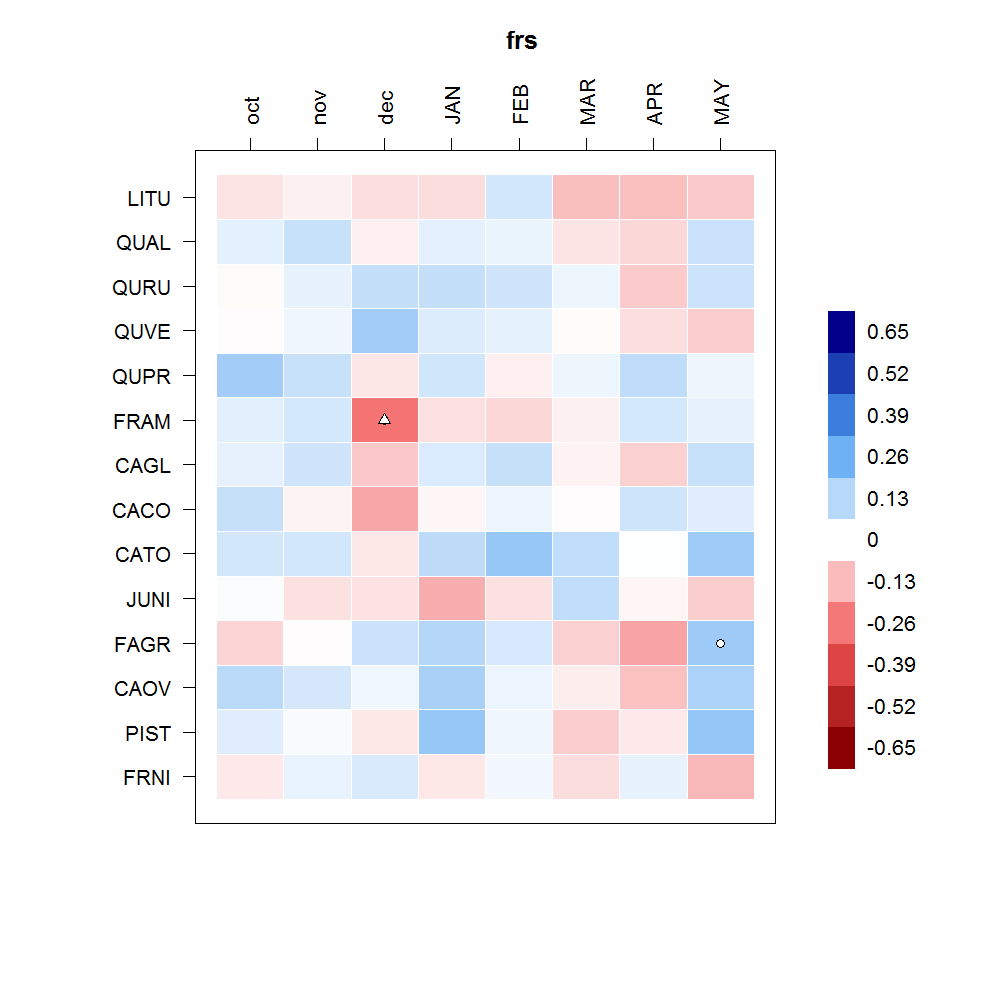 frs
oct nov dec JAN FEB MAR APR MAY
LITU
QUAL
QURU
QUVE
QUPR
FRAM
CAGL
CACO
CATO
JUNI
FAGR
CAOV
PIST
FRNI
0.65
0.52
0.39
0.26
0.13
0
-0.13
-0.26
-0.39
-0.52
-0.65